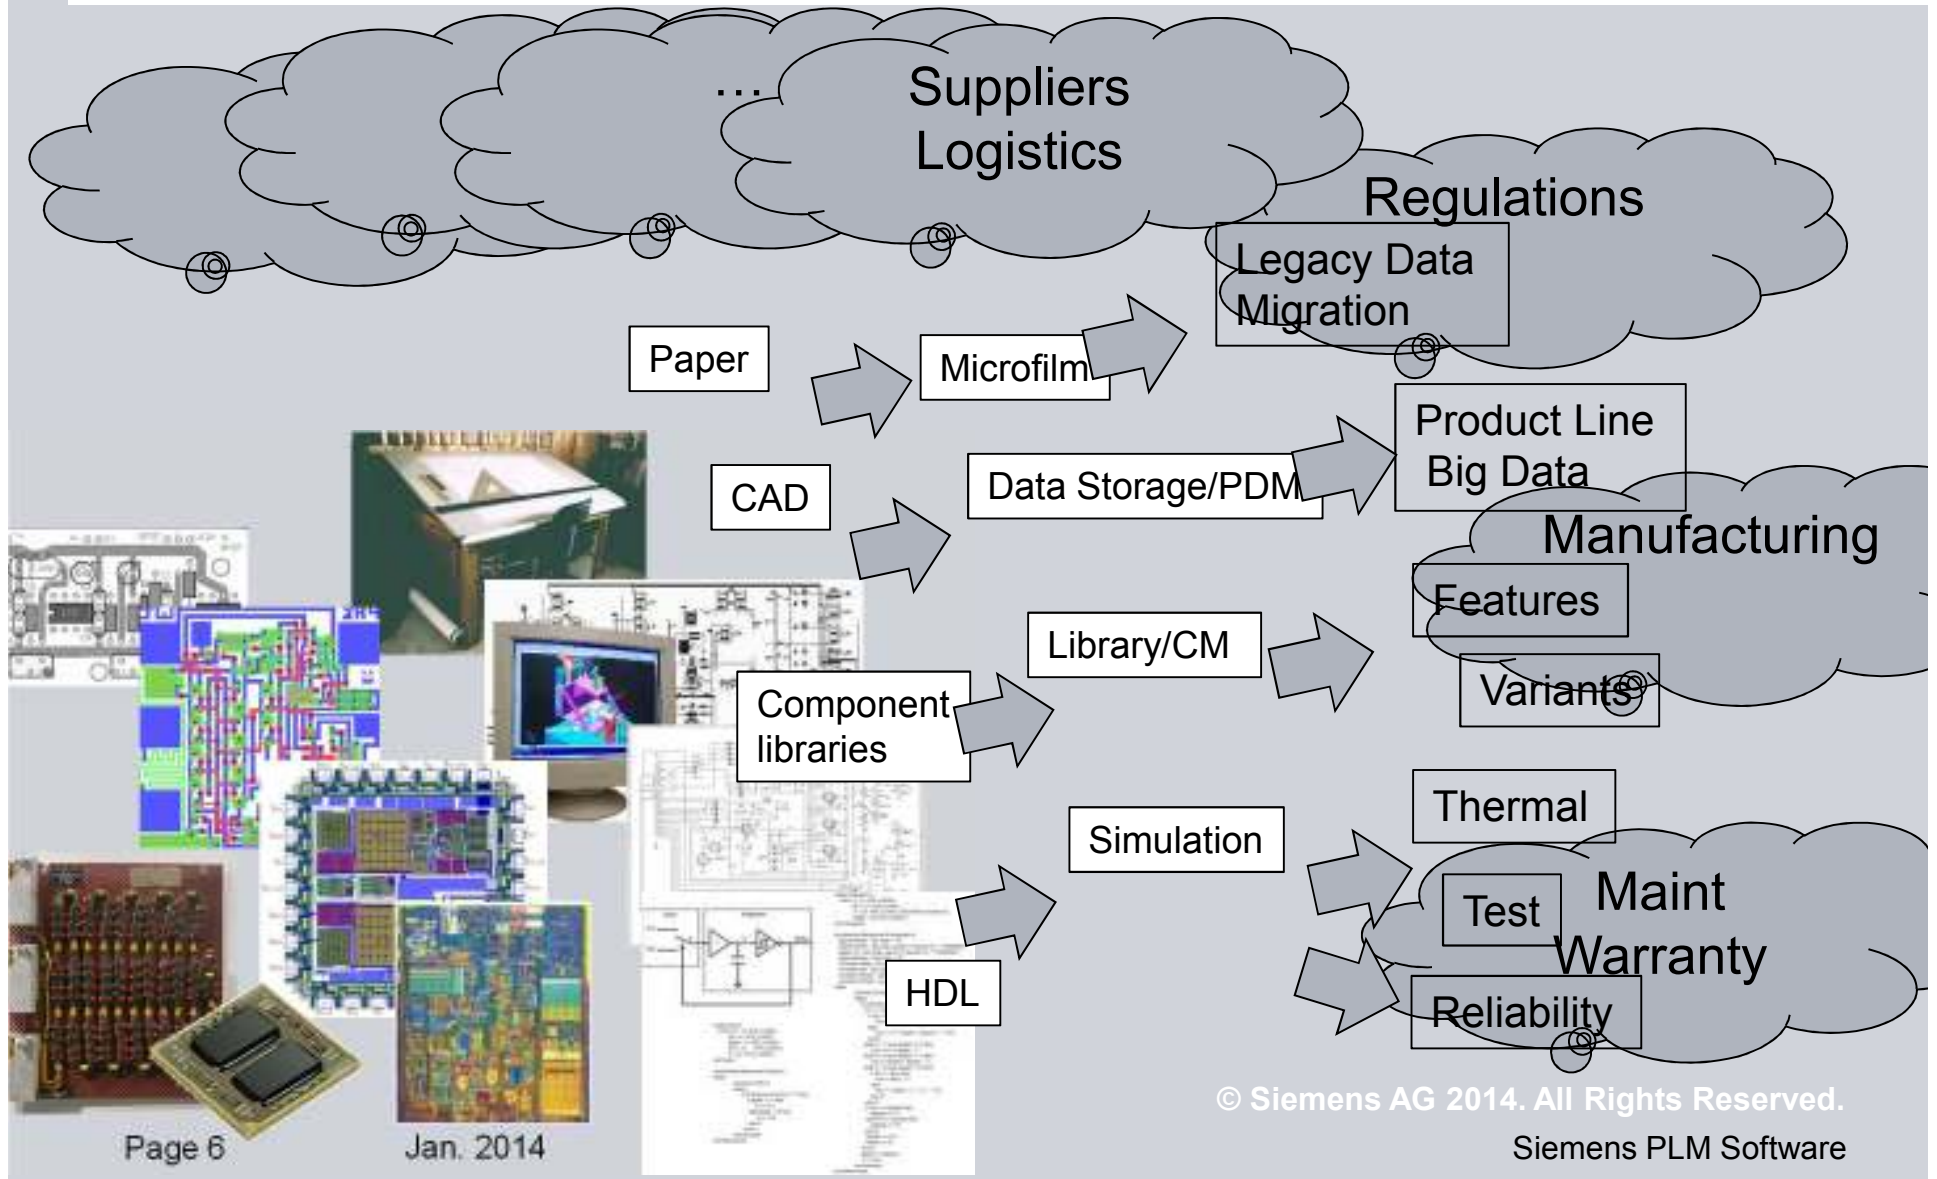 …
Suppliers
Logistics
Regulations
Legacy Data
Migration
Paper
Microfilm
Product Line
Big Data
CAD
Data Storage/PDM
Manufacturing
Features
Library/CM
Variants
Component
libraries
Thermal
Simulation
Maint
Test
Warranty
HDL
Reliability
© Siemens AG 2014. All Rights Reserved.
Page 6
Jan. 2014
Siemens PLM Software